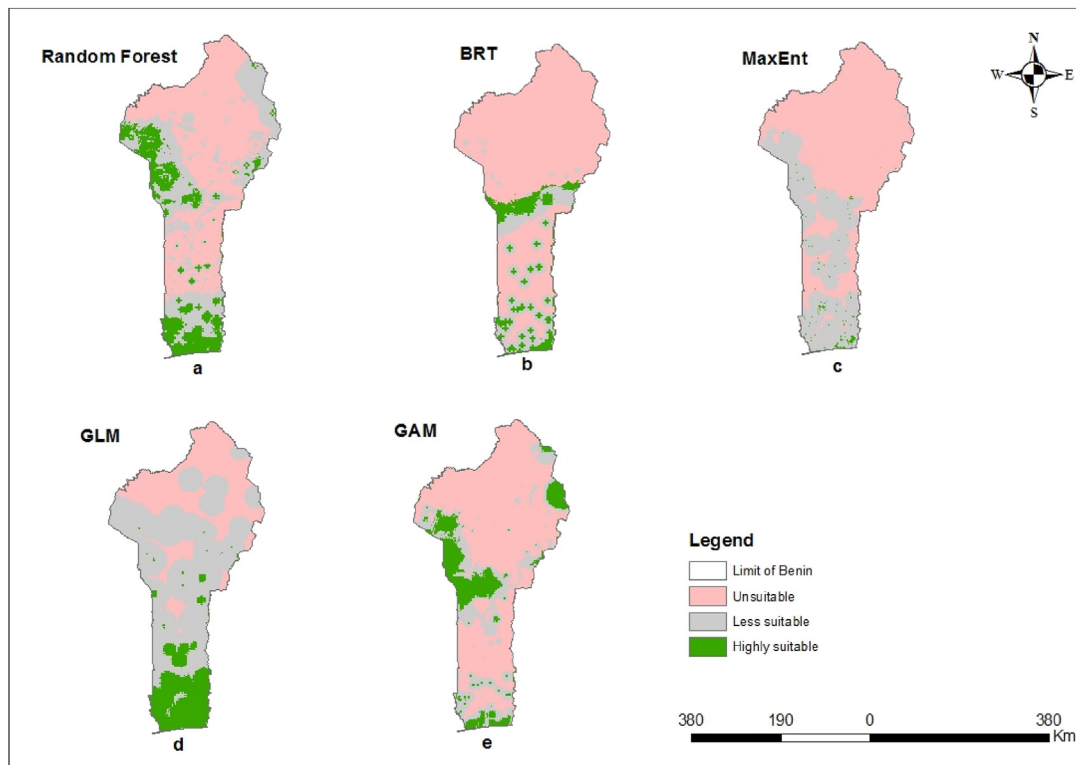 Random Forest
BRT
MaxEnt
N
W E
S
a
b
c
GLM
GAM
Legend
Limit of Benin
Unsuitable
Less suitable
Highly suitable
d
e
380 190 0 380
Km